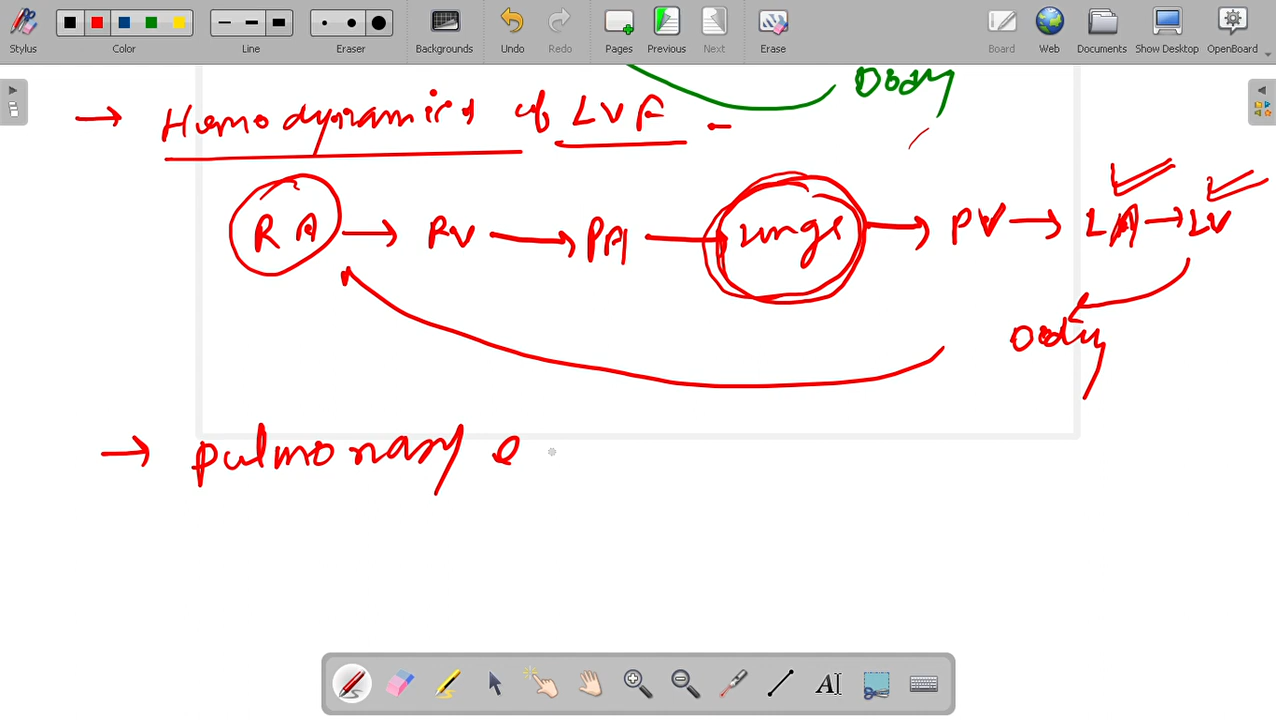 Stylus Color Line Eraser Backgrounds Undo Redo Pages Previous Next Erase Board Web Documents Show Desktop OpenBoard
Body
→ Hemodynamics of LVF -
RA → RV → PA → Lungs → PV → LA → LV
Body
→ pulmonary e